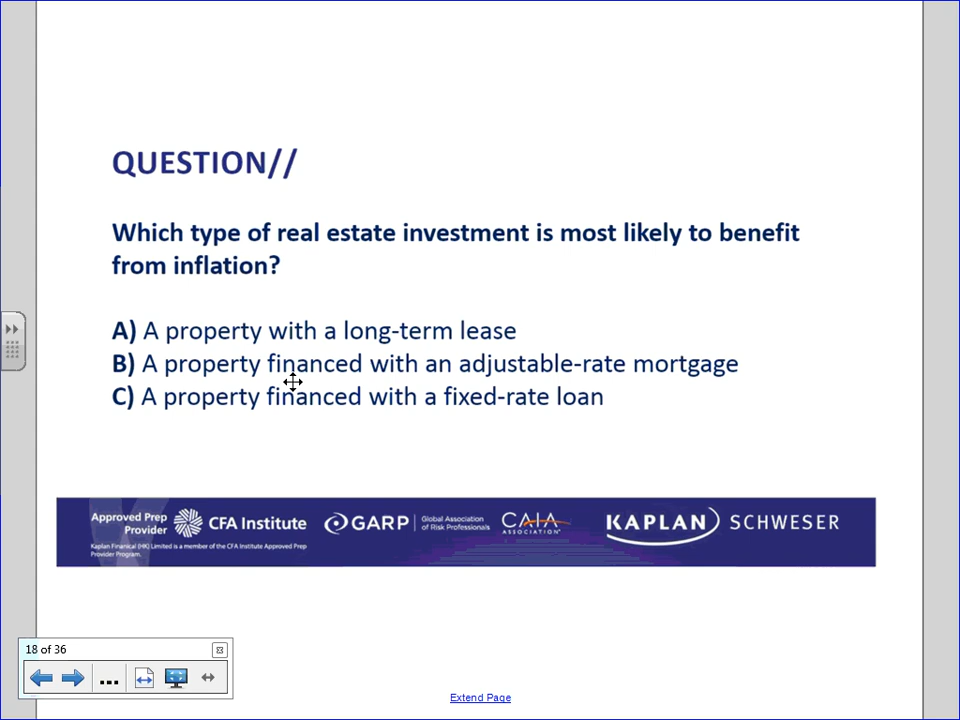 QUESTION//
Which type of real estate investment is most likely to benefit
from inflation?
A) A property with a long-term lease
B) A property financed with an adjustable-rate mortgage
C) A property financed with a fixed-rate loan
Approved Prep
Provider
CFA Institute
Kaplan Financial (HK) Limited is a member of the CFA Institute Approved Prep
Provider Program.
GARP
Global Association
of Risk Professionals
CAIA
ASSOCIATION
KAPLAN SCHWESER
18 of 36
...
Extend Page